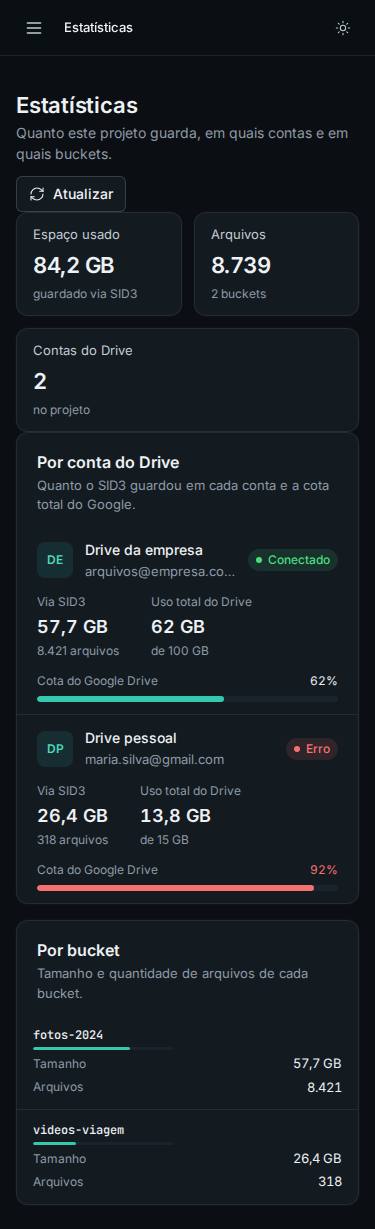 Estatísticas
Estatísticas
Quanto este projeto guarda, em quais contas e em
quais buckets.
Atualizar
Espaço usado
84,2 GB
guardado via SID3
Arquivos
8.739
2 buckets
Contas do Drive
2
no projeto
Por conta do Drive
Quanto o SID3 guardou em cada conta e a cota
total do Google.
DE
Drive da empresa
arquivos@empresa.co...
Conectado
Via SID3
57,7 GB
8.421 arquivos
Uso total do Drive
62 GB
de 100 GB
Cota do Google Drive
62%
DP
Drive pessoal
maria.silva@gmail.com
Erro
Via SID3
26,4 GB
318 arquivos
Uso total do Drive
13,8 GB
de 15 GB
Cota do Google Drive
92%
Por bucket
Tamanho e quantidade de arquivos de cada
bucket.
fotos-2024
Tamanho 57,7 GB
Arquivos 8.421
videos-viagem
Tamanho 26,4 GB
Arquivos 318